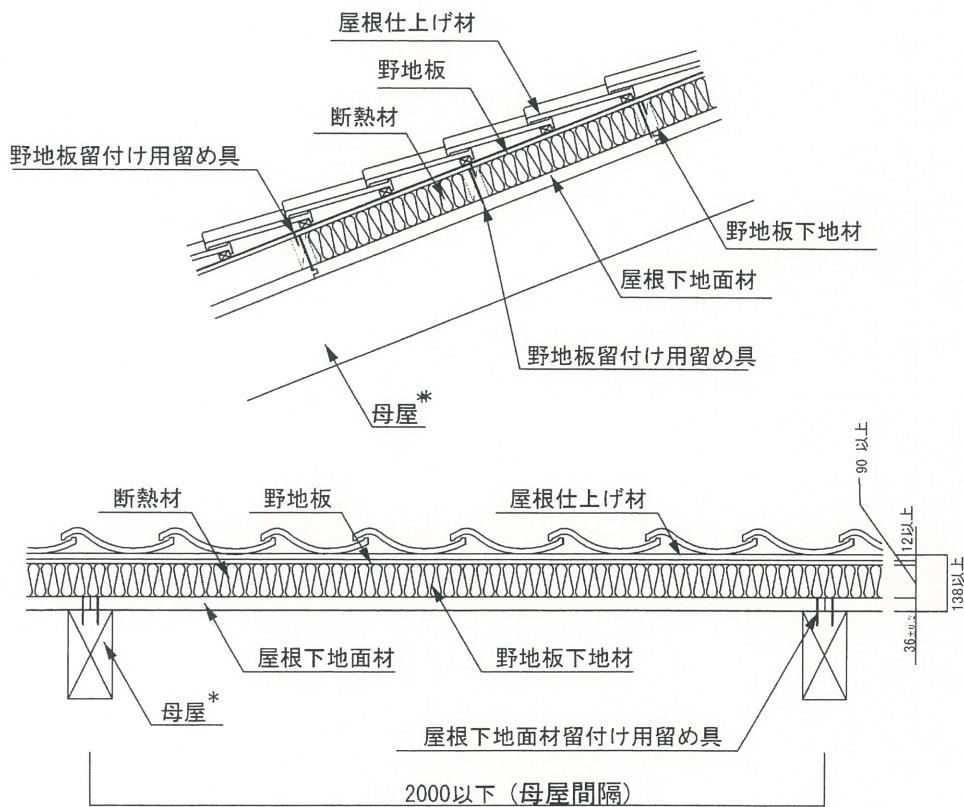 屋根仕上げ材
野地板
断熱材
野地板留付け用留め具
野地板下地材
屋根下地面材
野地板留付け用留め具
母屋*
断熱材
野地板
屋根仕上げ材
90 以上
12以上
138以上
36±0.2
屋根下地面材
野地板下地材
母屋*
屋根下地面材留付け用留め具
2000以下（母屋間隔）